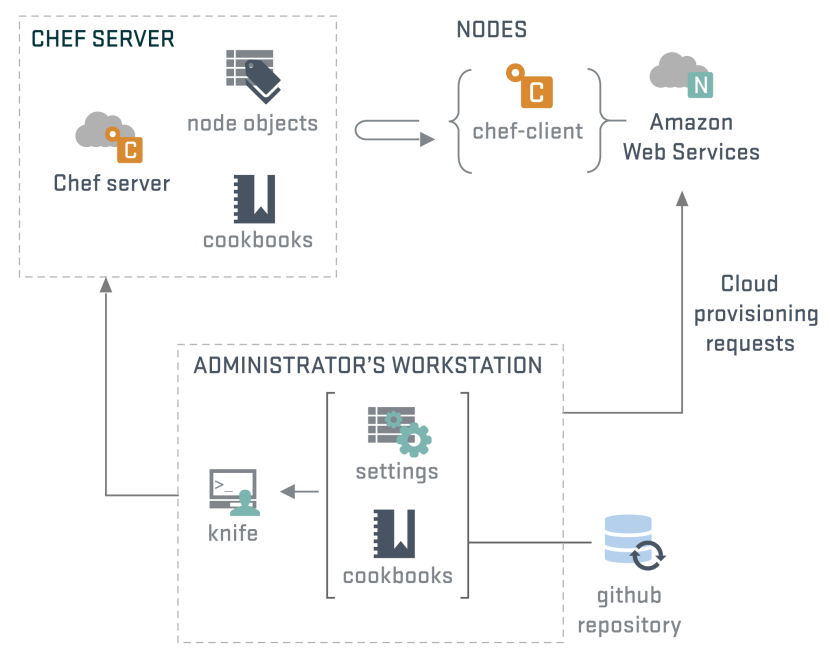 CHEF SERVER
node objects
C
Chef server
cookbooks
NODES
C
chef-client
N
Amazon
Web Services
Cloud
provisioning
requests
ADMINISTRATOR'S WORKSTATION
settings
>_
knife
cookbooks
github
repository